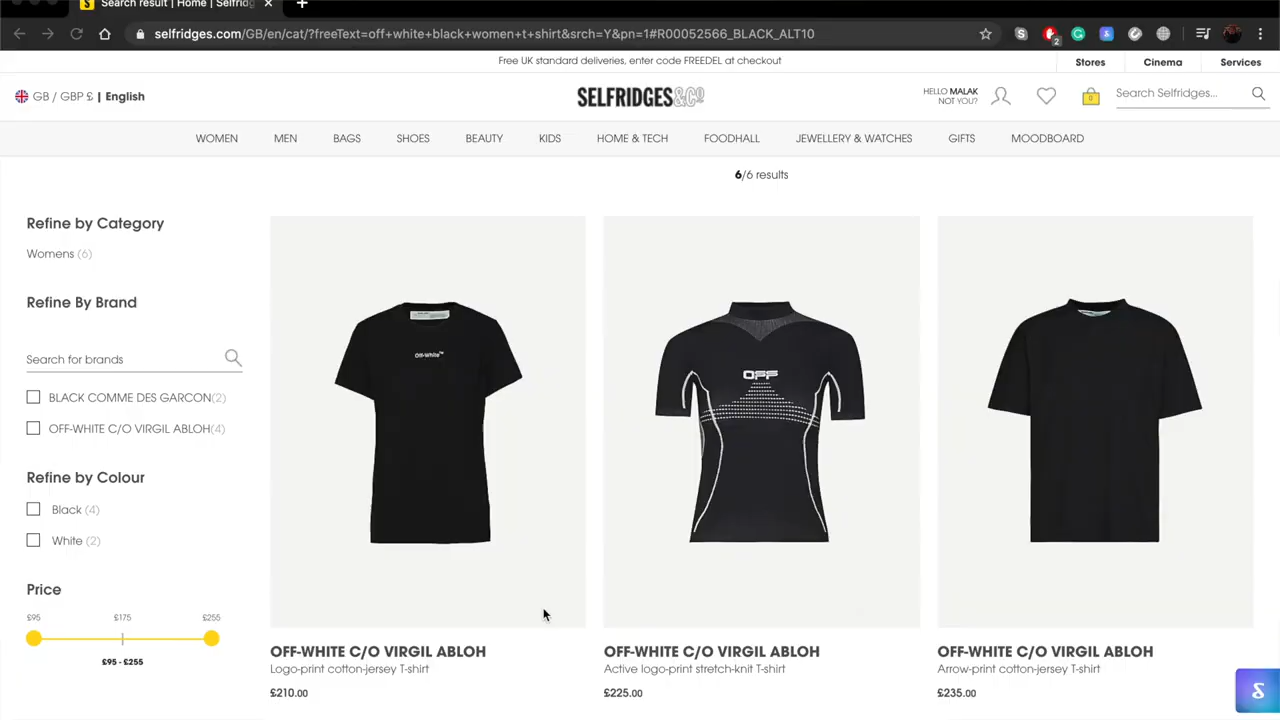 Search result | Home | Selfridg
selfridges.com/GB/en/cat/?freeText=off+white+black+women+t+shirt&srch=Y&pn=1#R00052566_BLACK_ALT10
2
Free UK standard deliveries, enter code FREEDEL at checkout
Stores
Cinema
Services
GB / GBP £ | English
SELFRIDGES&CO
HELLO MALAK
NOT YOU?
0
Search Selfridges...
WOMEN
MEN
BAGS
SHOES
BEAUTY
KIDS
HOME & TECH
FOODHALL
JEWELLERY & WATCHES
GIFTS
MOODBOARD
6/6 results
Refine by Category
Womens (6)
Refine By Brand
Search for brands
BLACK COMME DES GARCON(2)
OFF-WHITE C/O VIRGIL ABLOH(4)
Refine by Colour
Black (4)
White (2)
Price
£95
£175
£255
£95 - £255
Off-White™
OFF
OFF-WHITE C/O VIRGIL ABLOH
Logo-print cotton-jersey T-shirt
£210.00
OFF-WHITE C/O VIRGIL ABLOH
Active logo-print stretch-knit T-shirt
£225.00
OFF-WHITE C/O VIRGIL ABLOH
Arrow-print cotton-jersey T-shirt
£235.00